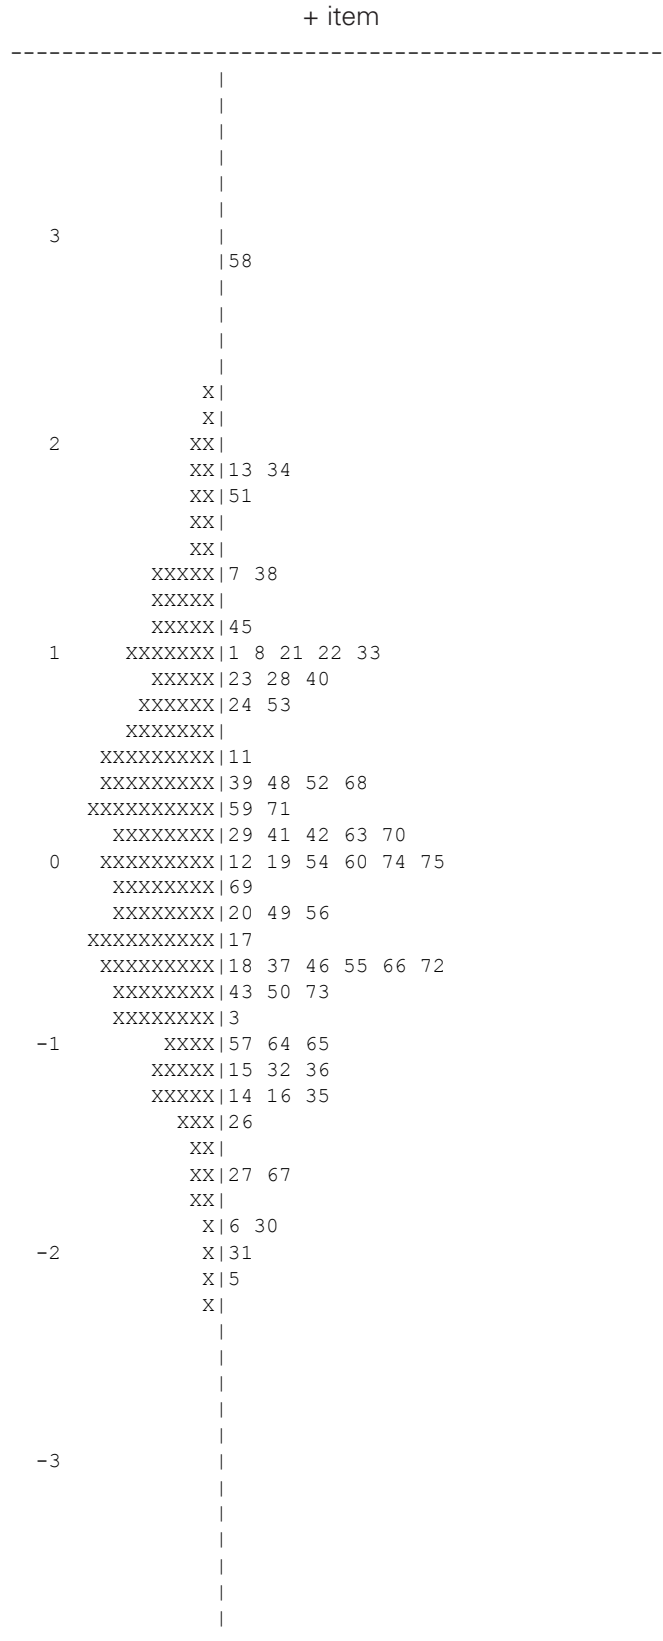 + item
---------------------------------------------------
|
|
|
|
|
|
3 |
|58
|
|
|
|
X|
X|
2 XX|
XX|13 34
XX|51
XX|
XX|
XXXXX|7 38
XXXXX|
XXXXX|45
1 XXXXXXX|1 8 21 22 33
XXXXX|23 28 40
XXXXXX|24 53
XXXXXXX|
XXXXXXXXX|11
XXXXXXXXX|39 48 52 68
XXXXXXXXXX|59 71
XXXXXXXX|29 41 42 63 70
0 XXXXXXXXX|12 19 54 60 74 75
XXXXXXXX|69
XXXXXXXX|20 49 56
XXXXXXXXXX|17
XXXXXXXXX|18 37 46 55 66 72
XXXXXXXX|43 50 73
XXXXXXXX|3
-1 XXXX|57 64 65
XXXXX|15 32 36
XXXXX|14 16 35
XXX|26
XX|
XX|27 67
XX|
X|6 30
-2 X|31
X|5
X|
|
|
|
|
|
-3 |
|
|
|
|
|
|